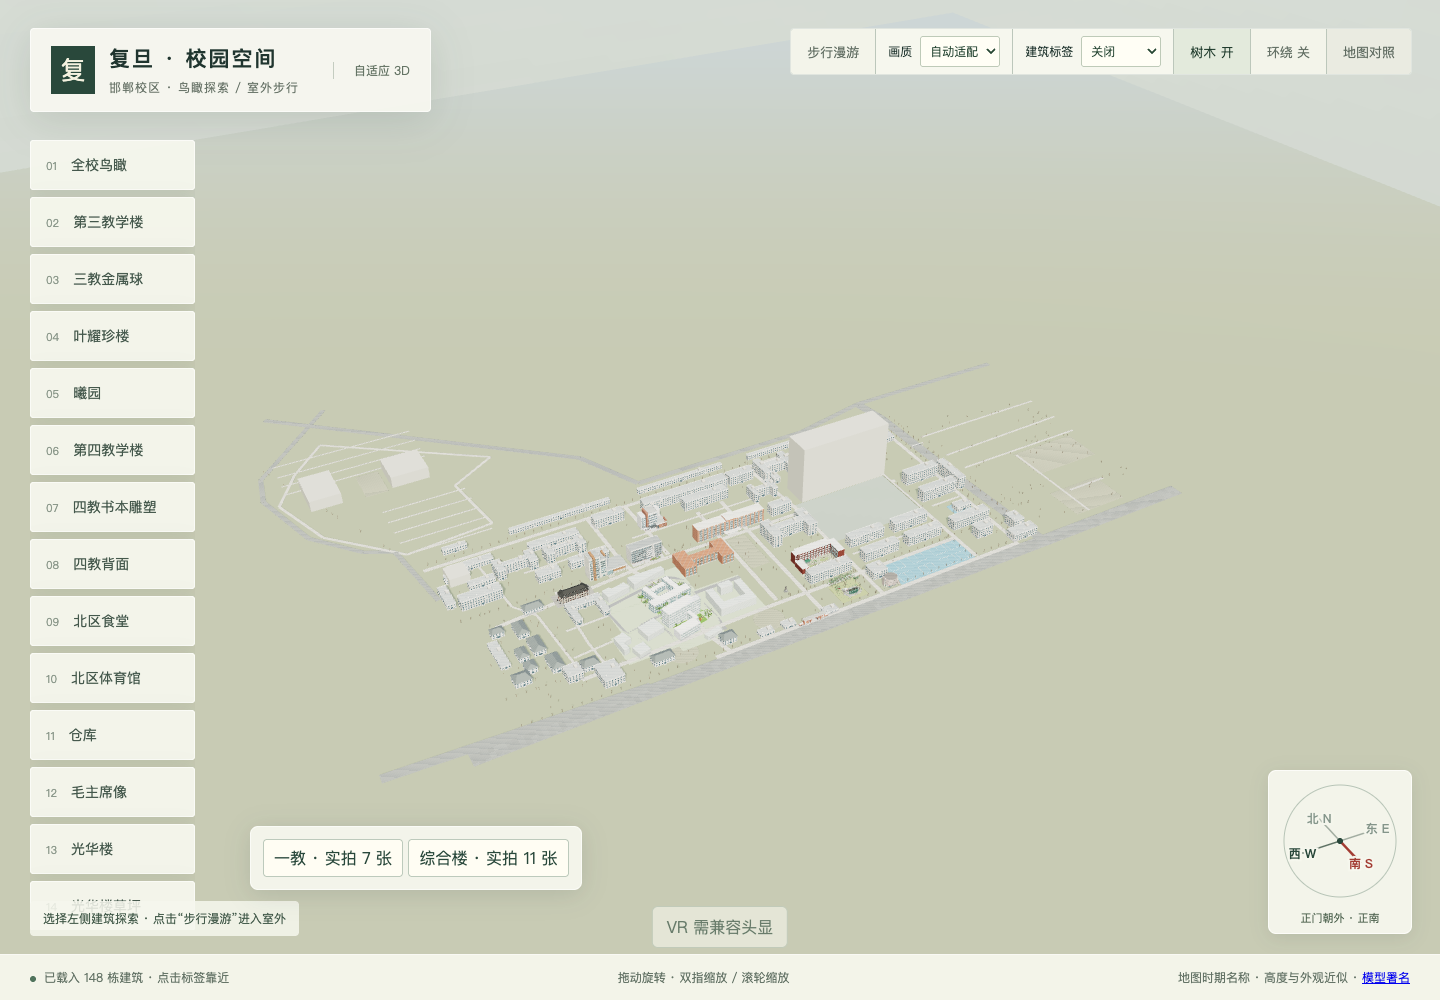 复
复旦 · 校园空间
邯郸校区 · 鸟瞰探索 / 室外步行
自适应 3D
步行漫游
画质
自动适配
建筑标签
关闭
树木 开
环绕 关
地图对照
01 全校鸟瞰
02 第三教学楼
03 三教金属球
04 叶耀珍楼
05 曦园
06 第四教学楼
07 四教书本雕塑
08 四教背面
09 北区食堂
10 北区体育馆
11 仓库
12 毛主席像
13 光华楼
14 光华楼草坪
选择左侧建筑探索 · 点击“步行漫游”进入室外
一教 · 实拍 7 张
综合楼 · 实拍 11 张
VR 需兼容头显
北·N
东 E
西·W
南 S
正门朝外 · 正南
已载入 148 栋建筑 · 点击标签靠近
拖动旋转 · 双指缩放 / 滚轮缩放
地图时期名称 · 高度与外观近似 · 模型署名